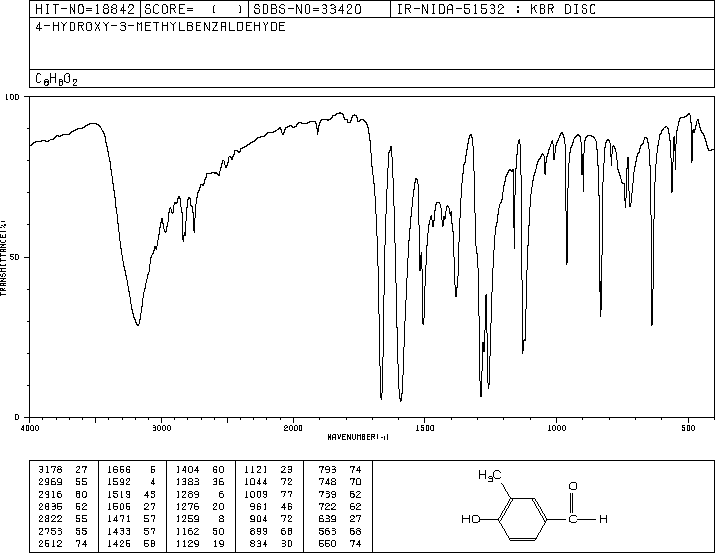 HIT-NO=18842 SCORE= ( ) SDBS-NO=33420 IR-NIDA-51532 : KBR DISC
4-HYDROXY-3-METHYLBENZALDEHYDE
C8H8O2
100
50
0
TRANSMITTANCE(%)
4000 3000 2000 1500 1000 500
WAVENUMBER(-1)
3178 27 1666 6 1404 60 1121 23 793 74
2969 55 1592 4 1383 36 1044 72 748 70
2916 60 1519 45 1289 6 1009 77 739 62
2836 62 1506 27 1276 20 961 46 722 62
2822 55 1471 57 1259 8 904 72 639 27
2753 55 1433 57 1162 50 899 68 563 68
2612 74 1426 58 1129 19 834 30 550 74
H3C
O
HO
H